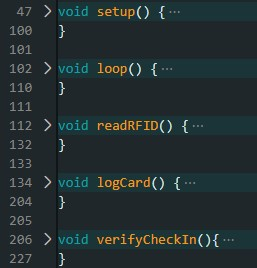 47 > void setup() { ···
100 }
101
102 > void loop() { ···
110 }
111
112 > void readRFID() { ···
132 }
133
134 > void logCard() { ···
204 }
205
206 > void verifyCheckIn(){ ···
227 }